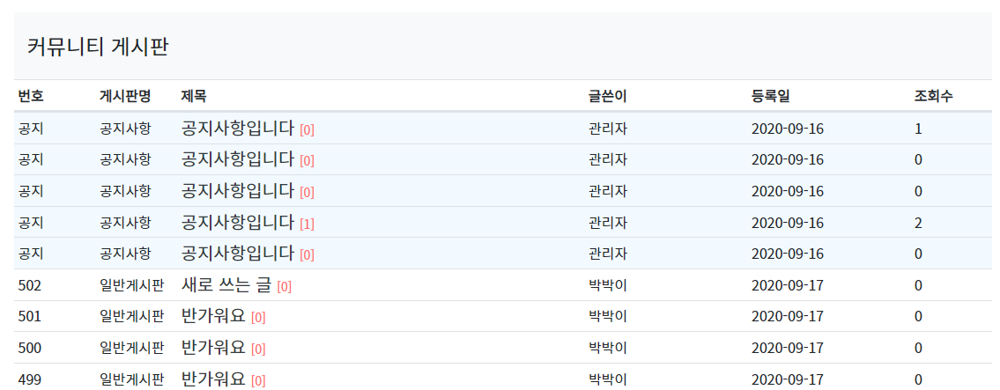 커뮤니티 게시판
번호 게시판명 제목 글쓴이 등록일 조회수
공지 공지사항 공지사항입니다 [0] 관리자 2020-09-16 1
공지 공지사항 공지사항입니다 [0] 관리자 2020-09-16 0
공지 공지사항 공지사항입니다 [0] 관리자 2020-09-16 0
공지 공지사항 공지사항입니다 [1] 관리자 2020-09-16 2
공지 공지사항 공지사항입니다 [0] 관리자 2020-09-16 0
502 일반게시판 새로 쓰는 글 [0] 박박이 2020-09-17 0
501 일반게시판 반가워요 [0] 박박이 2020-09-17 0
500 일반게시판 반가워요 [0] 박박이 2020-09-17 0
499 일반게시판 반가워요 [0] 박박이 2020-09-17 0